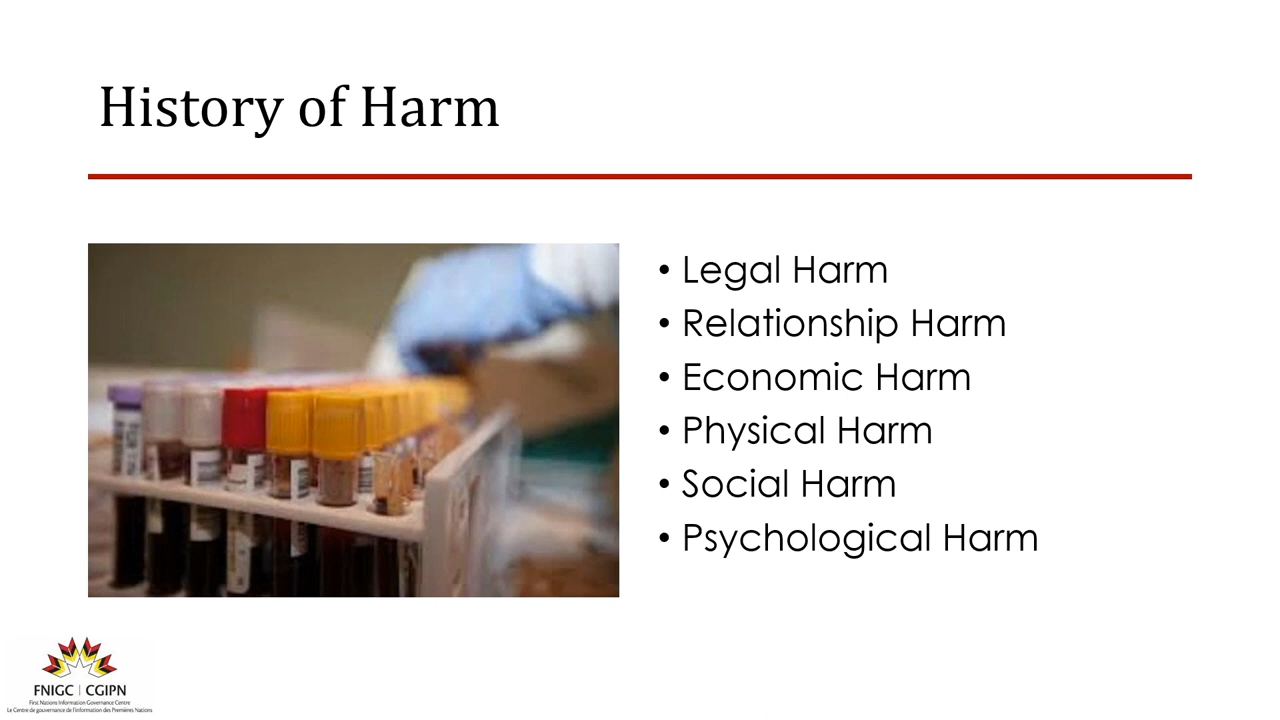 History of Harm
• Legal Harm
• Relationship Harm
• Economic Harm
• Physical Harm
• Social Harm
• Psychological Harm
FNIGC | CGIPN
First Nations Information Governance Centre
Le Centre de gouvernance de l'information des Premières Nations